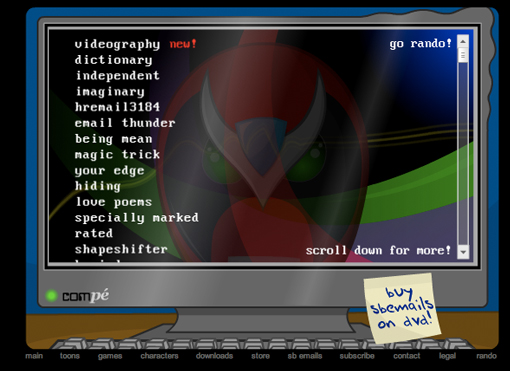 videography new!
go rando!
dictionary
independent
imaginary
hremail3184
email thunder
being mean
magic trick
your edge
hiding
love poems
specially marked
rated
shapeshifter
scroll down for more!
compé
buy
sbemails
on dvd!
main toons games characters downloads store sb emails subscribe contact legal rando